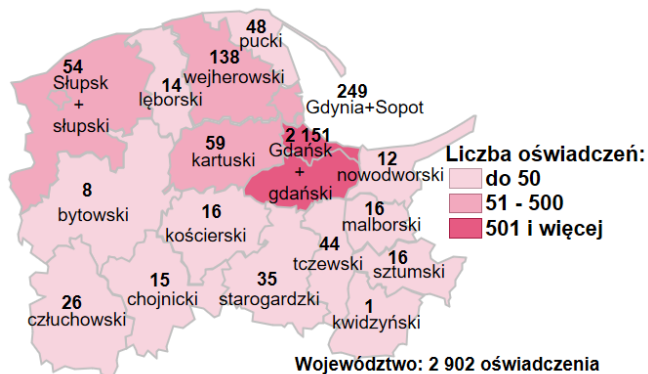 48
pucki
54
Słupsk
+
słupski
14
lęborski
138
wejherowski
249
Gdynia+Sopot
2 151
Gdańsk
+
gdański
59
kartuski
12
nowodworski
8
bytowski
16
kościerski
16
malborski
44
tczewski
16
sztumski
26
człuchowski
15
chojnicki
35
starogardzki
1
kwidzyński
Liczba oświadczeń:
do 50
51 - 500
501 i więcej
Województwo: 2 902 oświadczenia